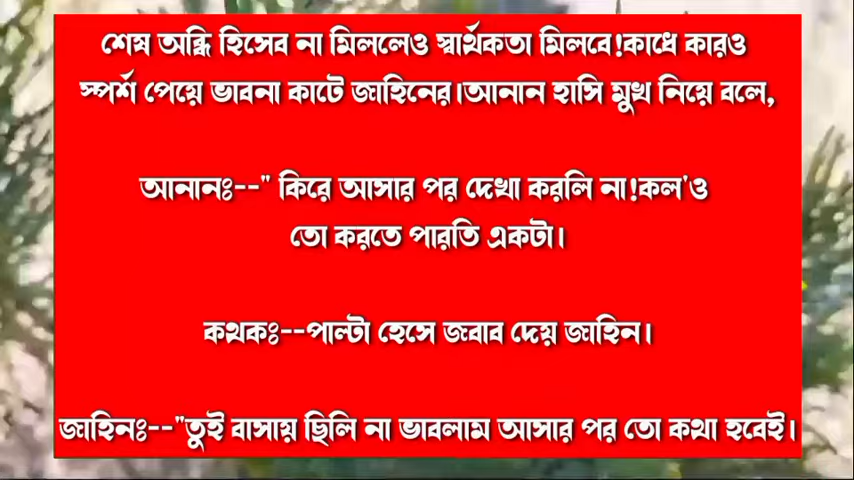 শেষ অব্ধি হিসেব না মিললেও স্বার্থকতা মিলবে!কাধে কারও
স্পর্শ পেয়ে ভাবনা কাটে জাহিনের।আনান হাসি মুখ নিয়ে বলে,
আনানঃ--" কিরে আসার পর দেখা করলি না!কল'ও
তো করতে পারতি একটা।
কথকঃ--পাল্টা হেসে জবাব দেয় জাহিন।
জাহিনঃ--"তুই বাসায় ছিলি না ভাবলাম আসার পর তো কথা হবেই।